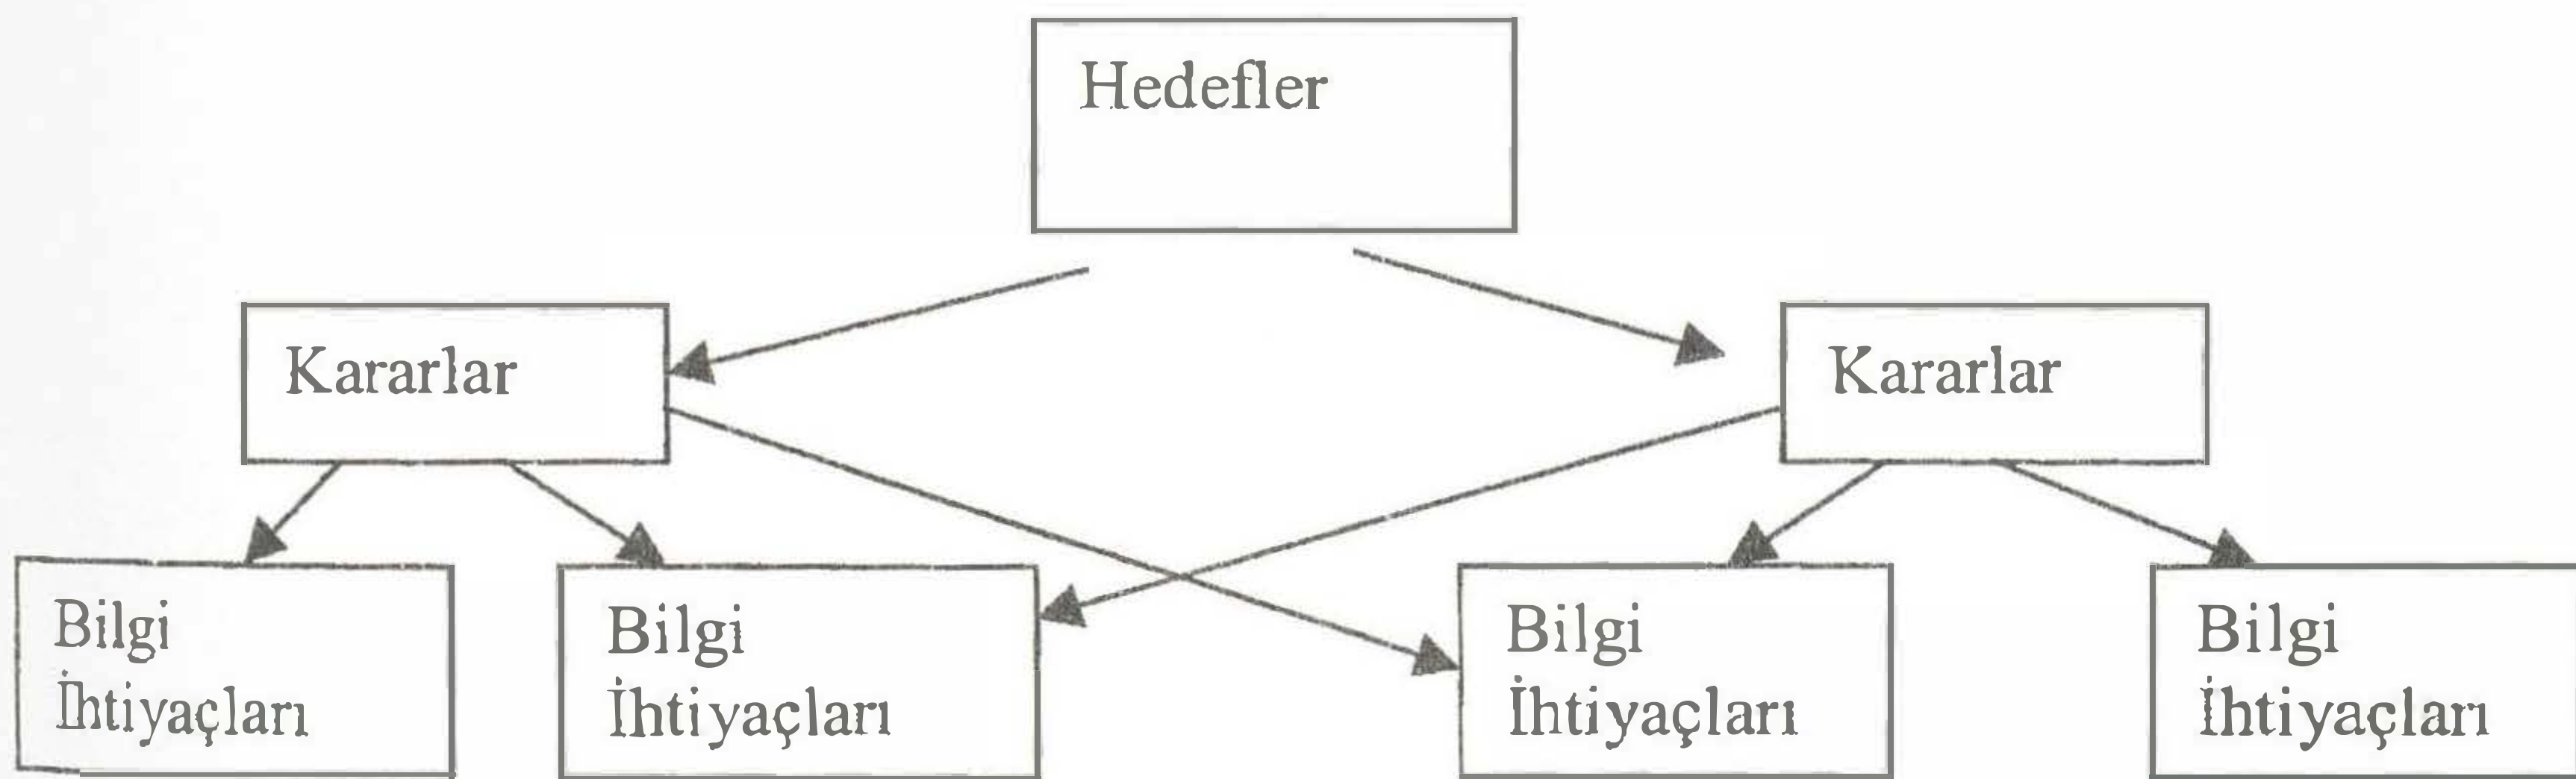 Hedefler
Kararlar
Kararlar
Bilgi
İhtiyaçları
Bilgi
İhtiyaçları
Bilgi
İhtiyaçları
Bilgi
İhtiyaçları